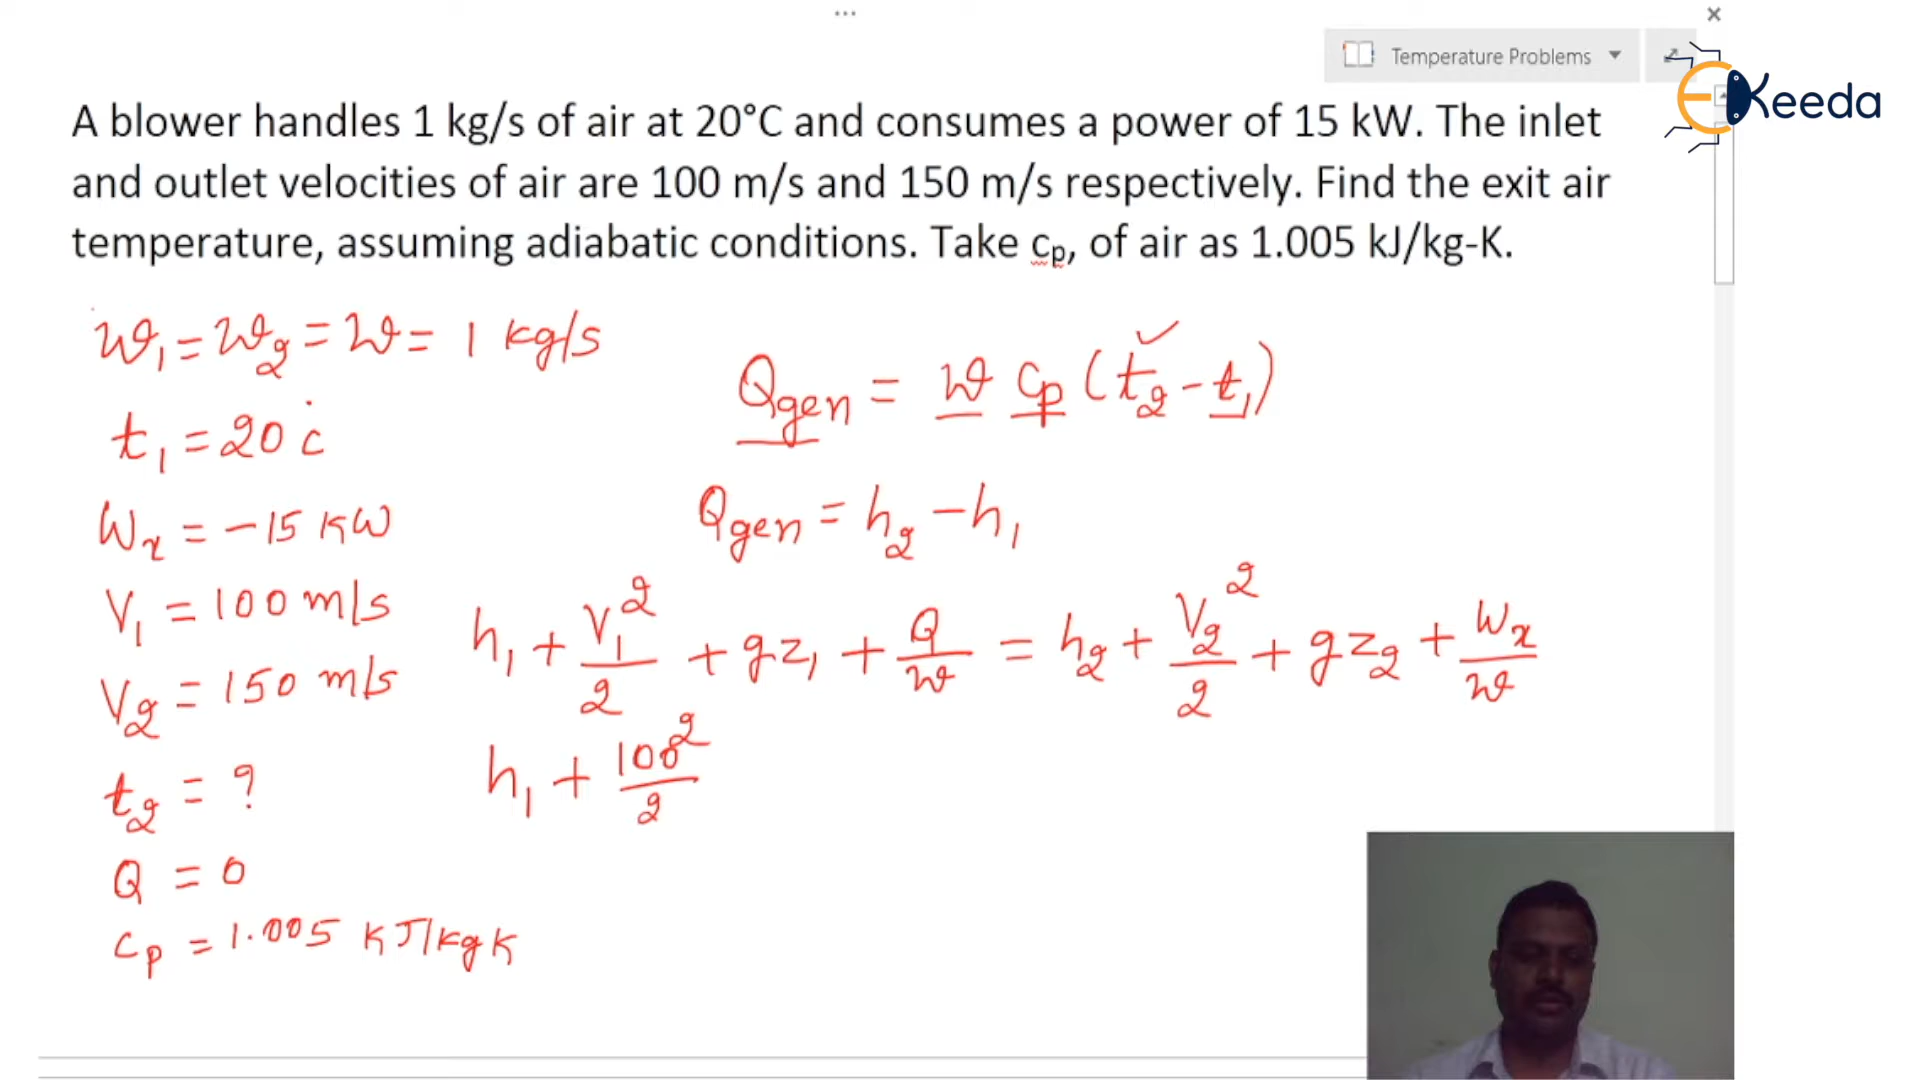 ...
Temperature Problems
EKeeda
A blower handles 1 kg/s of air at 20°C and consumes a power of 15 kW. The inlet
and outlet velocities of air are 100 m/s and 150 m/s respectively. Find the exit air
temperature, assuming adiabatic conditions. Take cₚ, of air as 1.005 kJ/kg-K.
w₁ = w₂ = w = 1 kg/s
t₁ = 20°c
Wx = -15 KW
V₁ = 100 m/s
V₂ = 150 m/s
t₂ = ?
Q = 0
cp = 1.005 KJ/kg K
Qgen = w cp (t₂ - t₁)
Qgen = h₂ - h₁
h₁ + V₁²/2 + gz₁ + Q/w = h₂ + V₂²/2 + gz₂ + Wx/w
h₁ + 100²/2